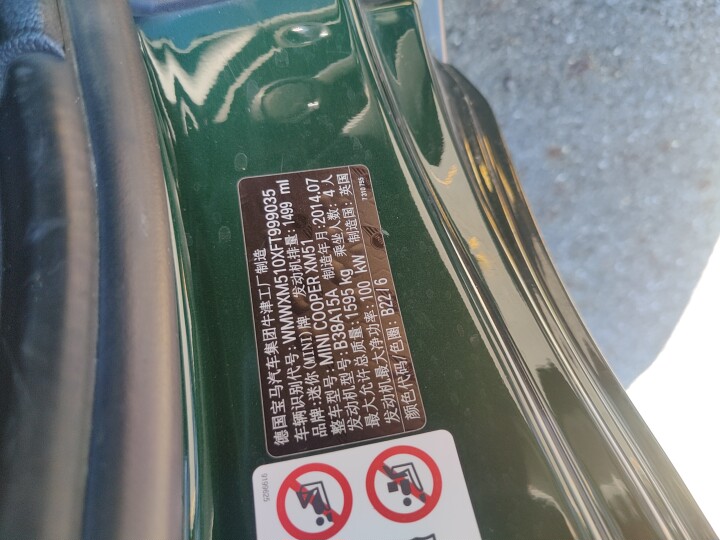 德国宝马汽车集团牛津工厂制造
车辆识别代号: WMWXM510XFT999035
品牌:迷你(MINI)牌 发动机排量: 1499 ml
整车型号: MINI COOPER XM51
发动机型号: B38A15A 制造年月:2014.07
最大允许总质量: 1595 kg 乘坐人数: 4 人
发动机最大净功率: 100 kW 制造国: 英国
颜色代码/色圈: B22 / 6
7 310 755
9199625